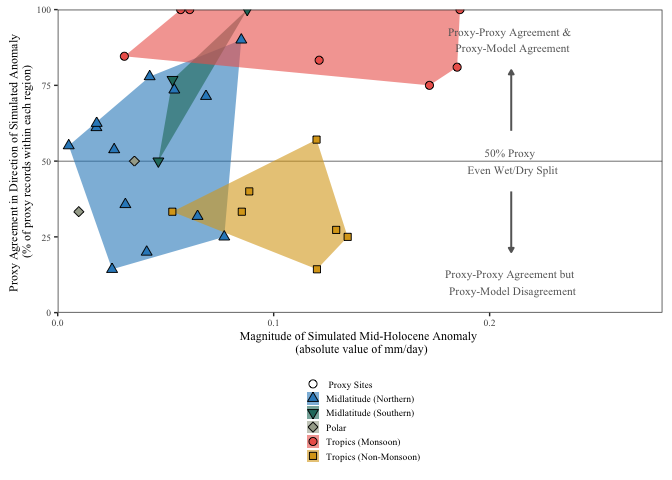 Proxy Agreement in Direction of Simulated Anomaly
(% of proxy records within each region)
100
75
50
25
0
Proxy-Proxy Agreement &
Proxy-Model Agreement
50% Proxy
Even Wet/Dry Split
Proxy-Proxy Agreement but
Proxy-Model Disagreement
0.0
0.1
0.2
Magnitude of Simulated Mid-Holocene Anomaly
(absolute value of mm/day)
Proxy Sites
Midlatitude (Northern)
Midlatitude (Southern)
Polar
Tropics (Monsoon)
Tropics (Non-Monsoon)